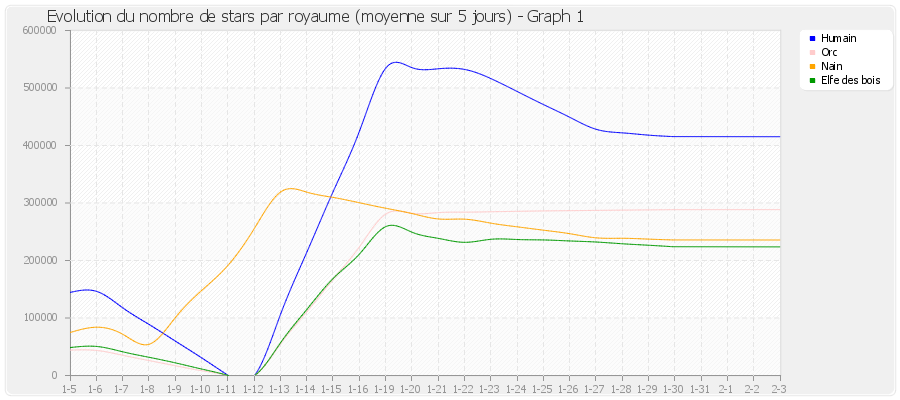 Evolution du nombre de stars par royaume (moyenne sur 5 jours) - Graph 1
Humain
Orc
Nain
Elfe des bois
600000
500000
400000
300000
200000
100000
0
1-5 1-6 1-7 1-8 1-9 1-10 1-11 1-12 1-13 1-14 1-15 1-16 1-19 1-20 1-21 1-22 1-23 1-24 1-25 1-26 1-27 1-28 1-29 1-30 1-31 2-1 2-2 2-3